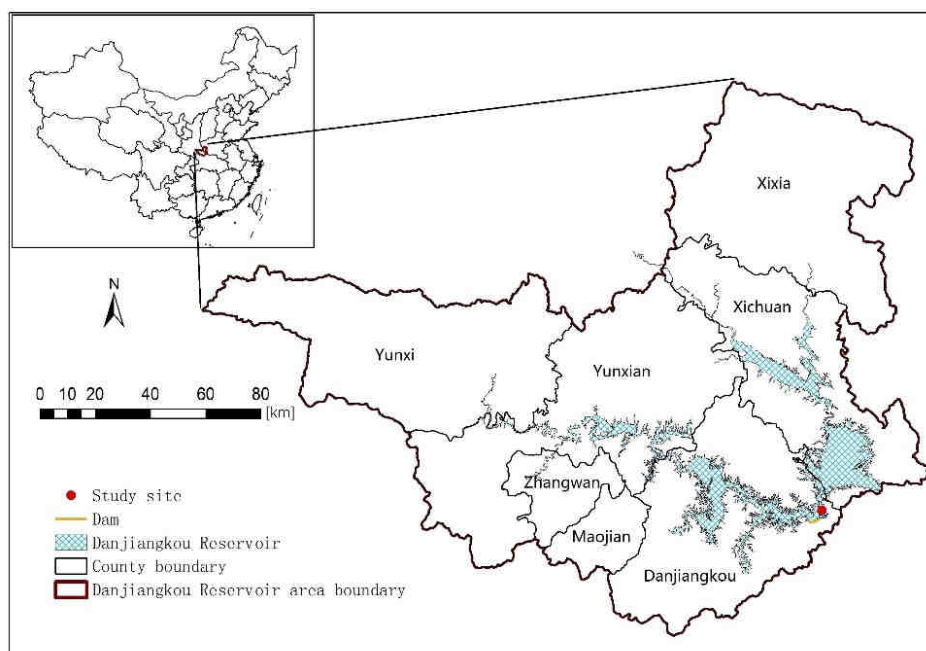 Xixia
Xichuan
N
Yunxi
Yunxian
0 10 20 40 60 80
[km]
Zhangwan
Maojian
Danjiangkou
Study site
Dam
Danjiangkou Reservoir
County boundary
Danjiangkou Reservoir area boundary